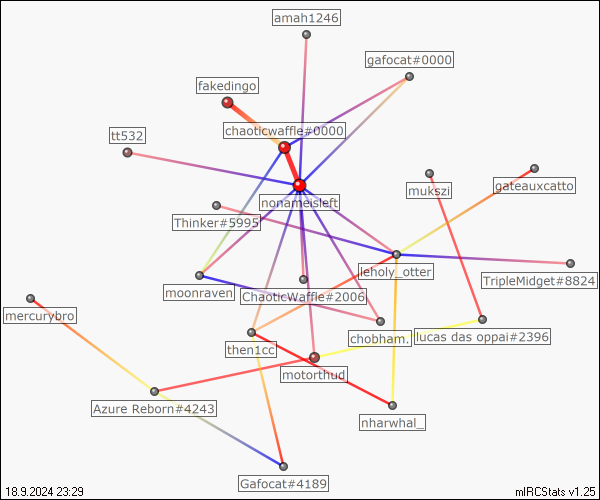 amah1246
gafocat#0000
fakedingo
chaoticwaffle#0000
tt532
nonameisleft
mukszi
gateauxcatto
Thinker#5995
leholy_otter
TripleMidget#8824
moonraven
ChaoticWaffle#2006
mercurybro
chobham.
lucas das oppai#2396
then1cc
motorthud
Azure Reborn#4243
nharwhal_
Gafocat#4189
18.9.2024 23:29
mIRCStats v1.25